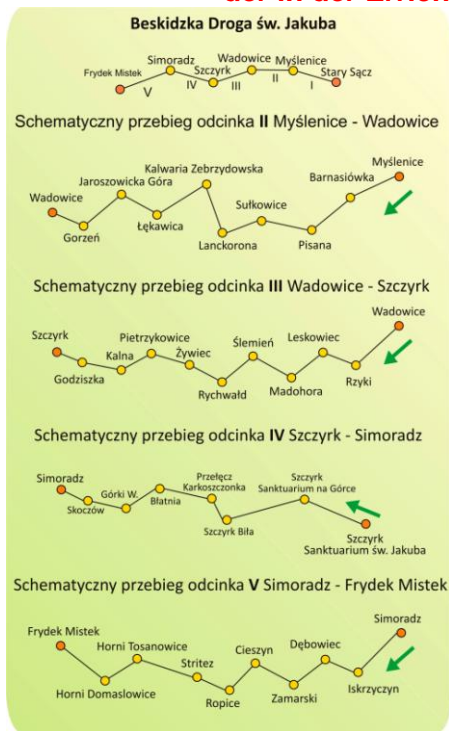 Beskidzka Droga św. Jakuba
Frydek Mistek
Simoradz
Szczyrk
Wadowice
Myślenice
Stary Sącz
V
IV
III
II
I
Schematyczny przebieg odcinka II Myślenice - Wadowice
Wadowice
Gorzeń
Jaroszowicka Góra
Łękawica
Kalwaria Zebrzydowska
Lanckorona
Sułkowice
Pisana
Barnasiówka
Myślenice
Schematyczny przebieg odcinka III Wadowice - Szczyrk
Szczyrk
Godziszka
Kalna
Pietrzykowice
Żywiec
Rychwałd
Ślemień
Madohora
Leskowiec
Rzyki
Wadowice
Schematyczny przebieg odcinka IV Szczyrk - Simoradz
Simoradz
Skoczów
Górki W.
Błatnia
Przełęcz
Karkoszczonka
Szczyrk Biła
Szczyrk
Sanktuarium na Górce
Szczyrk
Sanktuarium św. Jakuba
Schematyczny przebieg odcinka V Simoradz - Frydek Mistek
Frydek Mistek
Horni Domaslowice
Horni Tosanowice
Stritez
Ropice
Cieszyn
Zamarski
Dębowiec
Iskrzyczyn
Simoradz